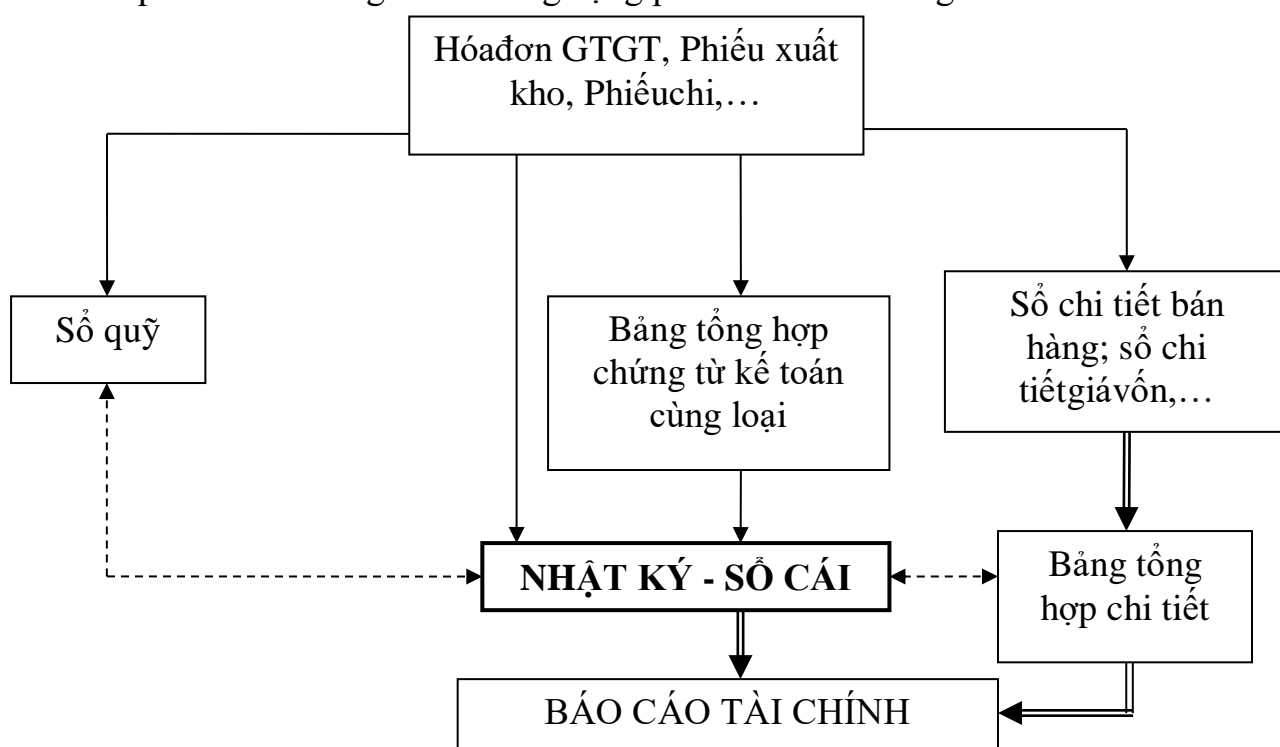 Hóađơn GTGT, Phiếu xuất
kho, Phiếuchi,…
Sổ quỹ
Bảng tổng hợp
chứng từ kế toán
cùng loại
Sổ chi tiết bán
hàng; sổ chi
tiếtgiávốn,…
NHẬT KÝ - SỔ CÁI
Bảng tổng
hợp chi tiết
BÁO CÁO TÀI CHÍNH